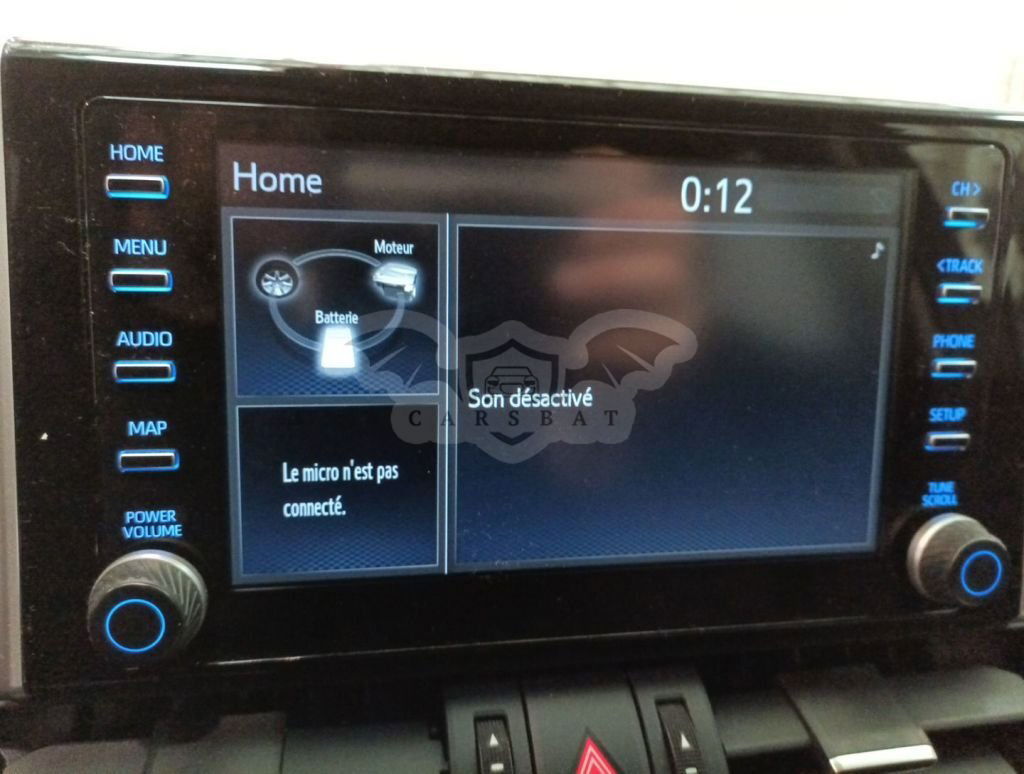 HOME
MENU
AUDIO
MAP
POWER
VOLUME
Home
0:12
Moteur
Batterie
Le micro n'est pas
connecté.
Son désactivé
CARSBAT
CH>
<TRACK
PHONE
SETUP
TUNE
SCROLL